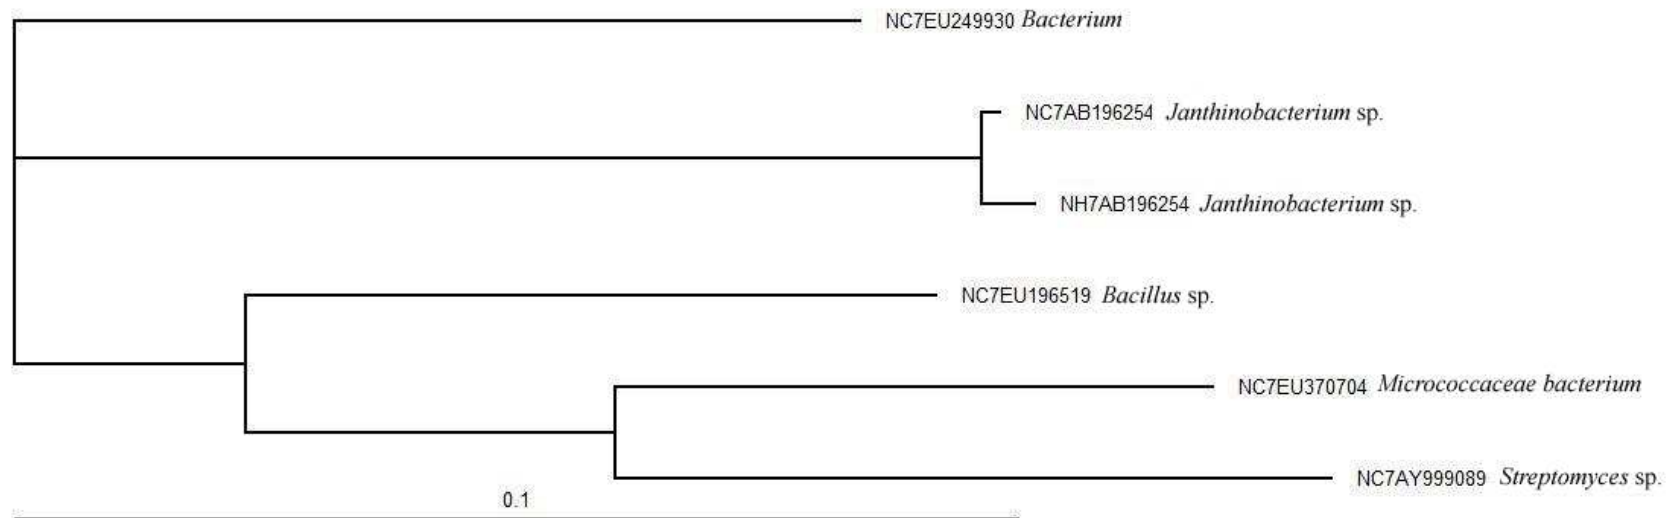 NC7EU249930 Bacterium
NC7AB196254 Janthinobacterium sp.
NH7AB196254 Janthinobacterium sp.
NC7EU196519 Bacillus sp.
NC7EU370704 Micrococcaceae bacterium
NC7AY999089 Streptomyces sp.
0.1